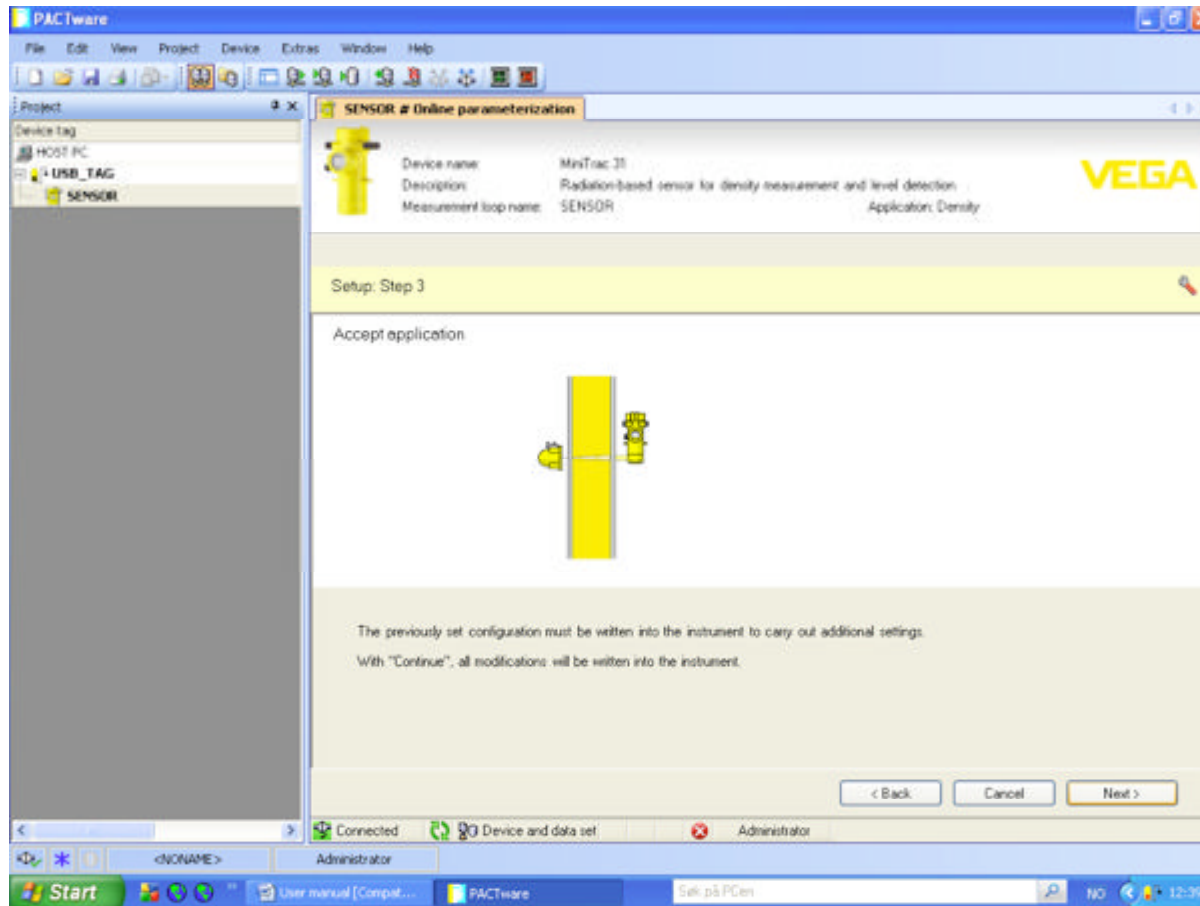 PACTware
File Edit View Project Device Extras Window Help
Project
SENSOR # Online parameterization
Device tag
HOST PC
USB_TAG
SENSOR
Device name: MiniTrac 31
Description: Radiation-based sensor for density measurement and level detection.
Measurement loop name: SENSOR Application: Density
VEGA
Setup: Step 3
Accept application
The previously set configuration must be written into the instrument to carry out additional settings.
With "Continue", all modifications will be written into the instrument.
< Back Cancel Next >
Connected Device and data set Administrator
<NONAME> Administrator
Start User manual [Compat... PACTware Søk på PCen NO 12:39